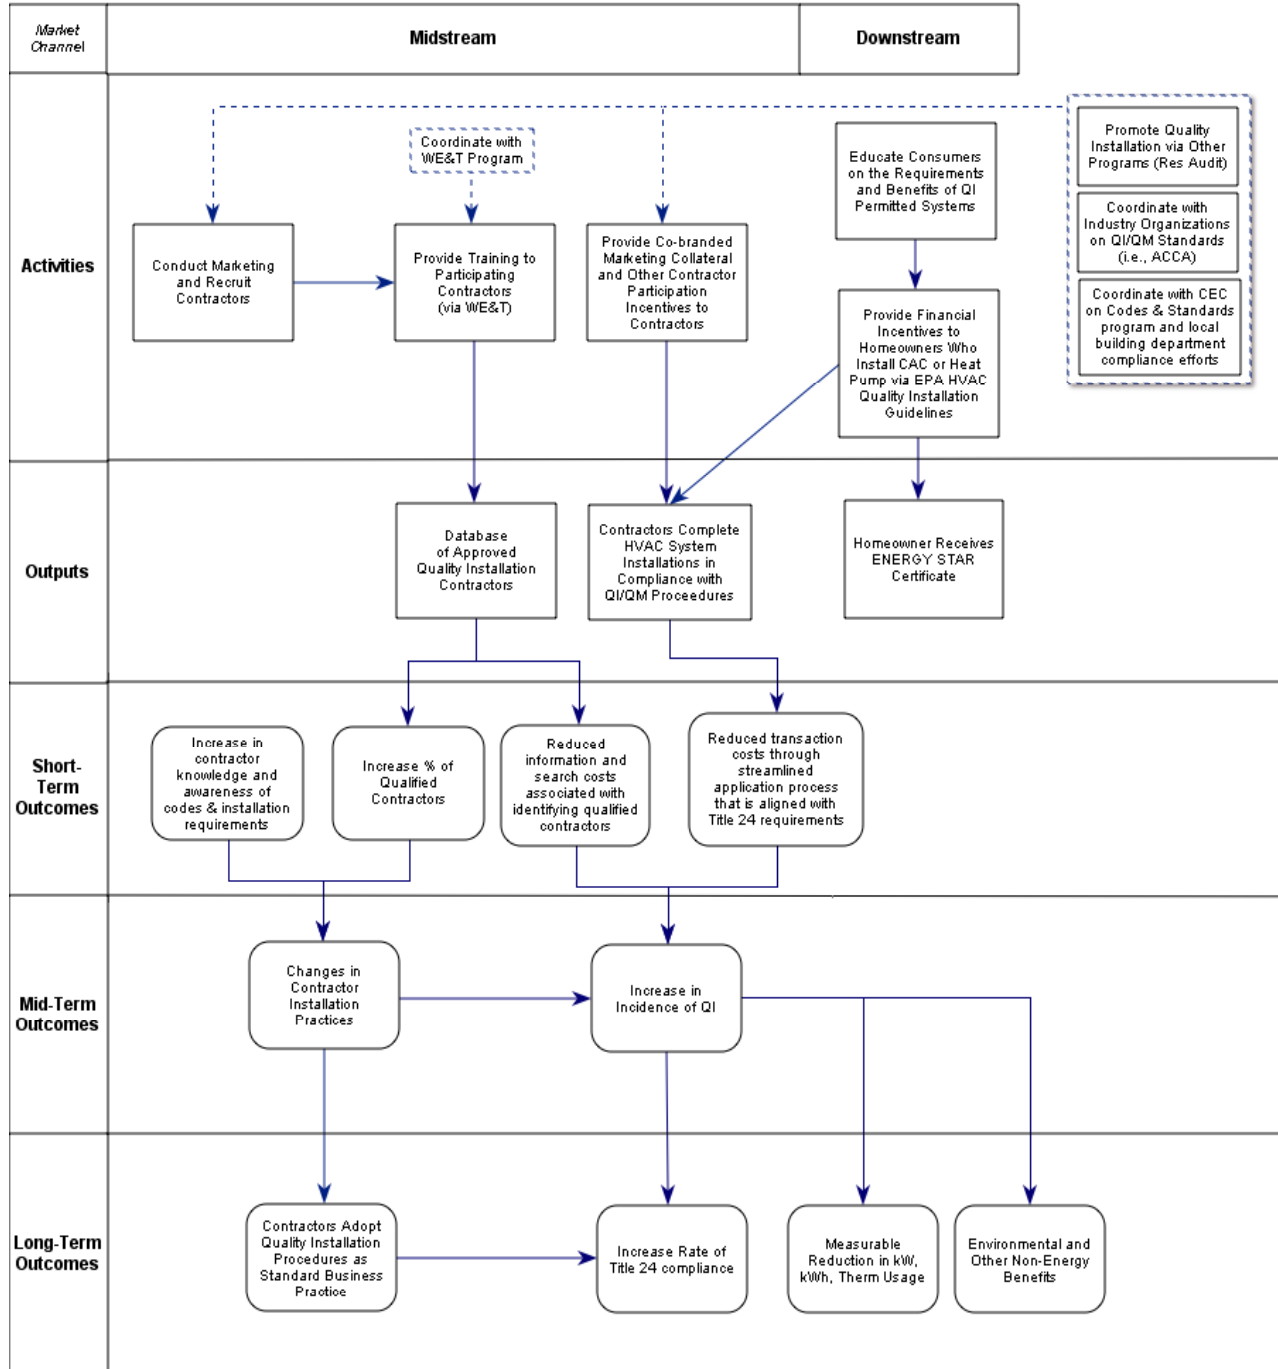 Market
Channel
Midstream
Downstream
Activities
Coordinate with
WE&T Program
Conduct Marketing
and Recruit
Contractors
Provide Training to
Participating
Contractors
(via WE&T)
Provide Co-branded
Marketing Collateral
and Other Contractor
Participation
Incentives to
Contractors
Educate Consumers
on the Requirements
and Benefits of QI
Permitted Systems
Provide Financial
Incentives to
Homeowners Who
Install CAC or Heat
Pump via EPA HVAC
Quality Installation
Guidelines
Promote Quality
Installation via Other
Programs (Res Audit)
Coordinate with
Industry Organizations
on QI/QM Standards
(i.e., ACCA)
Coordinate with CEC
on Codes & Standards
program and local
building department
compliance efforts
Outputs
Database
of Approved
Quality Installation
Contractors
Contractors Complete
HVAC System
Installations in
Compliance with
QI/QM Proceedures
Homeowner Receives
ENERGY STAR
Certificate
Short-
Term
Outcomes
Increase in
contractor
knowledge and
awareness of
codes & installation
requirements
Increase % of
Qualified
Contractors
Reduced
information and
search costs
associated with
identifying qualified
contractors
Reduced transaction
costs through
streamlined
application process
that is aligned with
Title 24 requirements
Mid-Term
Outcomes
Changes in
Contractor
Installation
Practices
Increase in
Incidence of QI
Long-Term
Outcomes
Contractors Adopt
Quality Installation
Procedures as
Standard Business
Practice
Increase Rate of
Title 24 compliance
Measurable
Reduction in kW,
kWh, Therm Usage
Environmental and
Other Non-Energy
Benefits